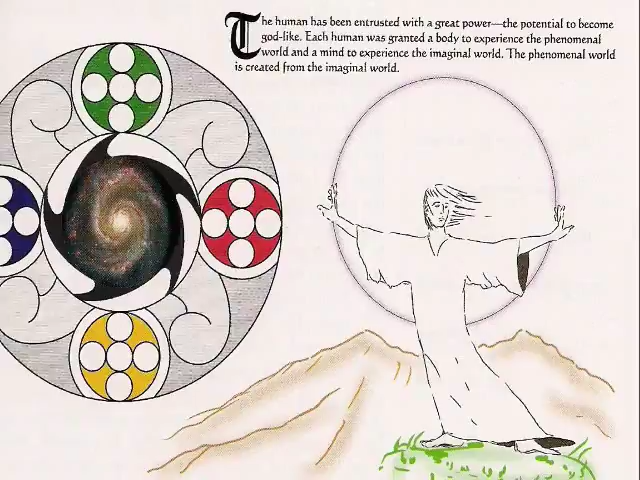 The human has been entrusted with a great power—the potential to become
god-like. Each human was granted a body to experience the phenomenal
world and a mind to experience the imaginal world. The phenomenal world
is created from the imaginal world.